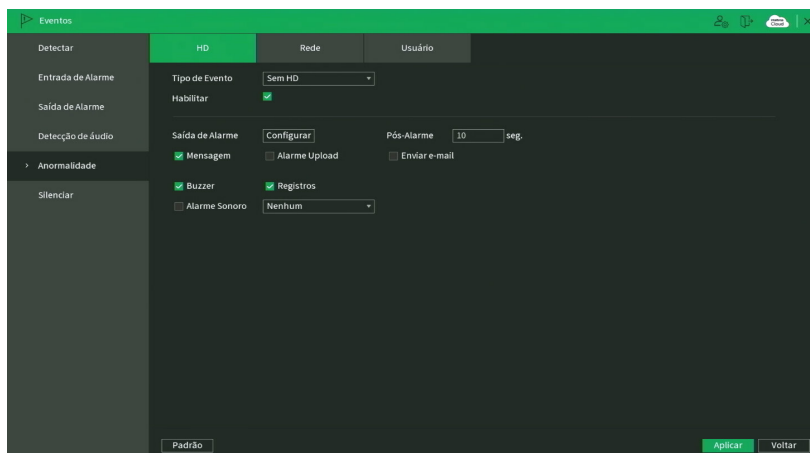 Eventos
Detectar
Entrada de Alarme
Saída de Alarme
Detecção de áudio
Anormalidade
Silenciar
HD Rede Usuário
Tipo de Evento Sem HD
Habilitar
Saída de Alarme Configurar Pós-Alarme 10 seg.
Mensagem Alarme Upload Enviar e-mail
Buzzer Registros
Alarme Sonoro Nenhum
Padrão Aplicar Voltar